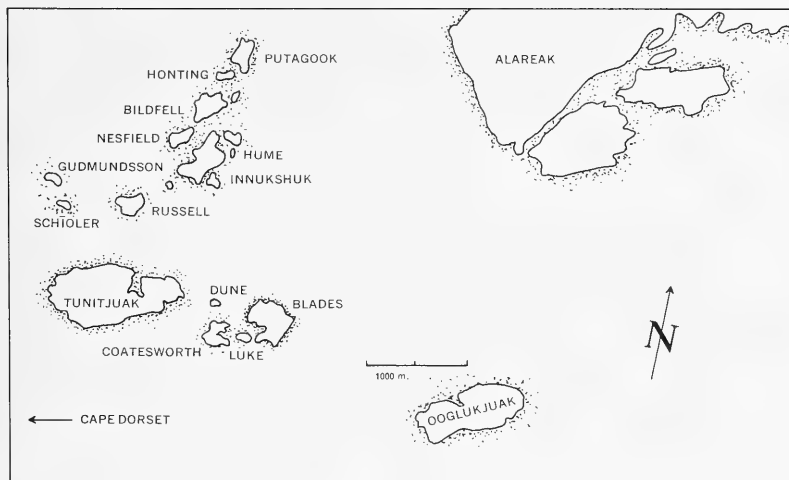 PUTAGOOK
ALAREAK
HONTING
BILDFELL
NESFIELD
HUME
GUDMUNDSSON
INNUKSHUK
RUSSELL
SCHIOLER
DUNE
BLADES
TUNITJUAK
COATESWORTH
LUKE
1000 m.
N
OOGLUKJUAK
CAPE DORSET